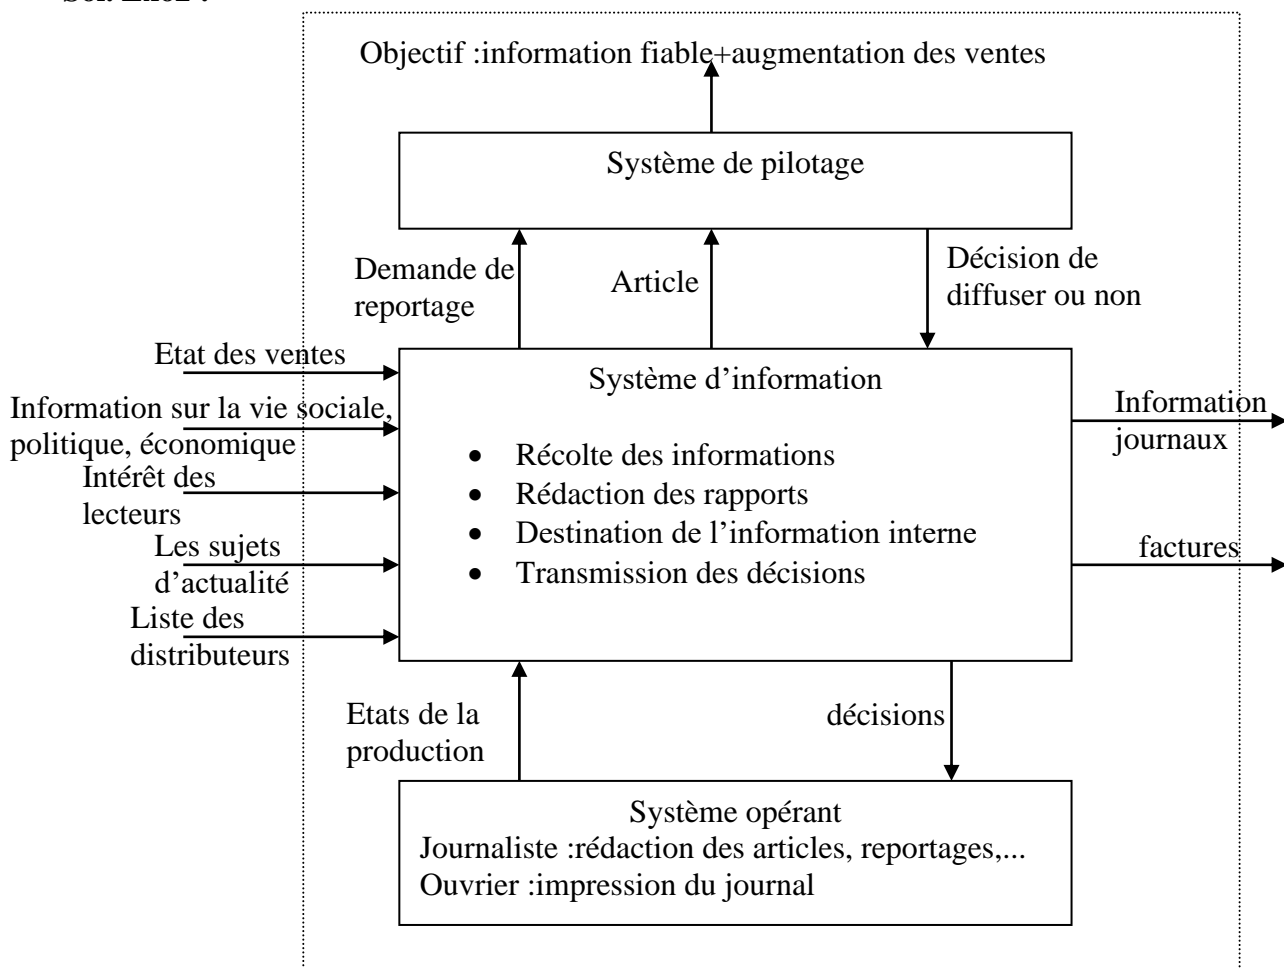 Objectif :information fiable+augmentation des ventes
Système de pilotage
Demande de
reportage
Article
Décision de
diffuser ou non
Etat des ventes
Information sur la vie sociale,
politique, économique
Intérêt des
lecteurs
Les sujets
d’actualité
Liste des
distributeurs
Système d’information
• Récolte des informations
• Rédaction des rapports
• Destination de l’information interne
• Transmission des décisions
Information
journaux
factures
Etats de la
production
décisions
Système opérant
Journaliste :rédaction des articles, reportages,...
Ouvrier :impression du journal